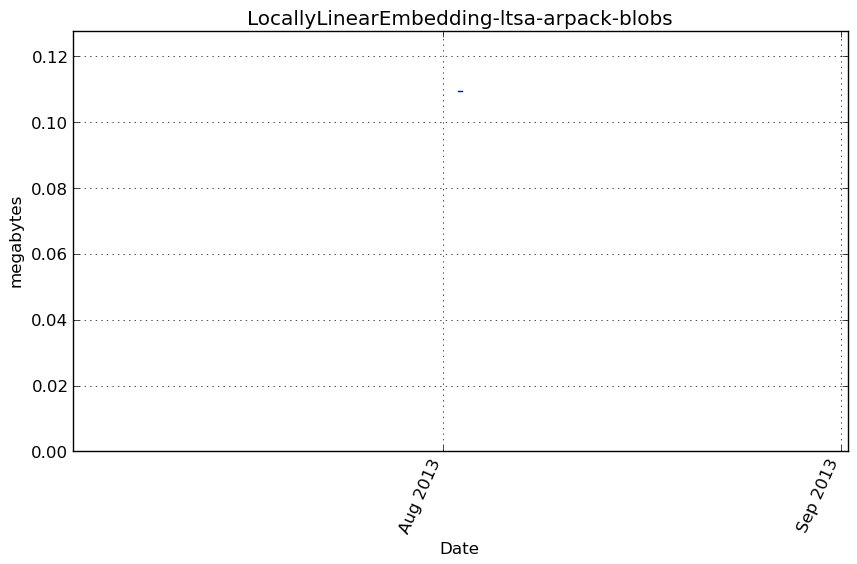 LocallyLinearEmbedding-ltsa-arpack-blobs
0.12
0.10
0.08
0.06
0.04
0.02
0.00
megabytes
Aug 2013
Sep 2013
Date